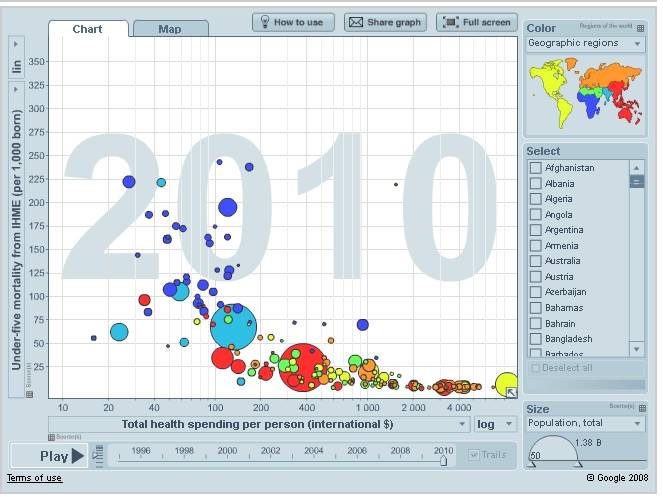 Chart
Map
How to use
Share graph
Full screen
Color
Regions of the world
Geographic regions
lin
Under-five mortality from IHME (per 1,000 born)
350
325
300
275
250
225
200
175
150
125
100
75
50
25
2010
Select
Afghanistan
Albania
Algeria
Angola
Argentina
Armenia
Australia
Austria
Azerbaijan
Bahamas
Bahrain
Bangladesh
Barbados
Deselect all
10 20 40 100 200 400 1 000 2 000 4 000
Total health spending per person (international $)
log
Source(s)
Size
Source(s)
Population, total
1.38 B
50
Play
1996 1998 2000 2002 2004 2006 2008 2010
Trails
Terms of use
© Google 2008